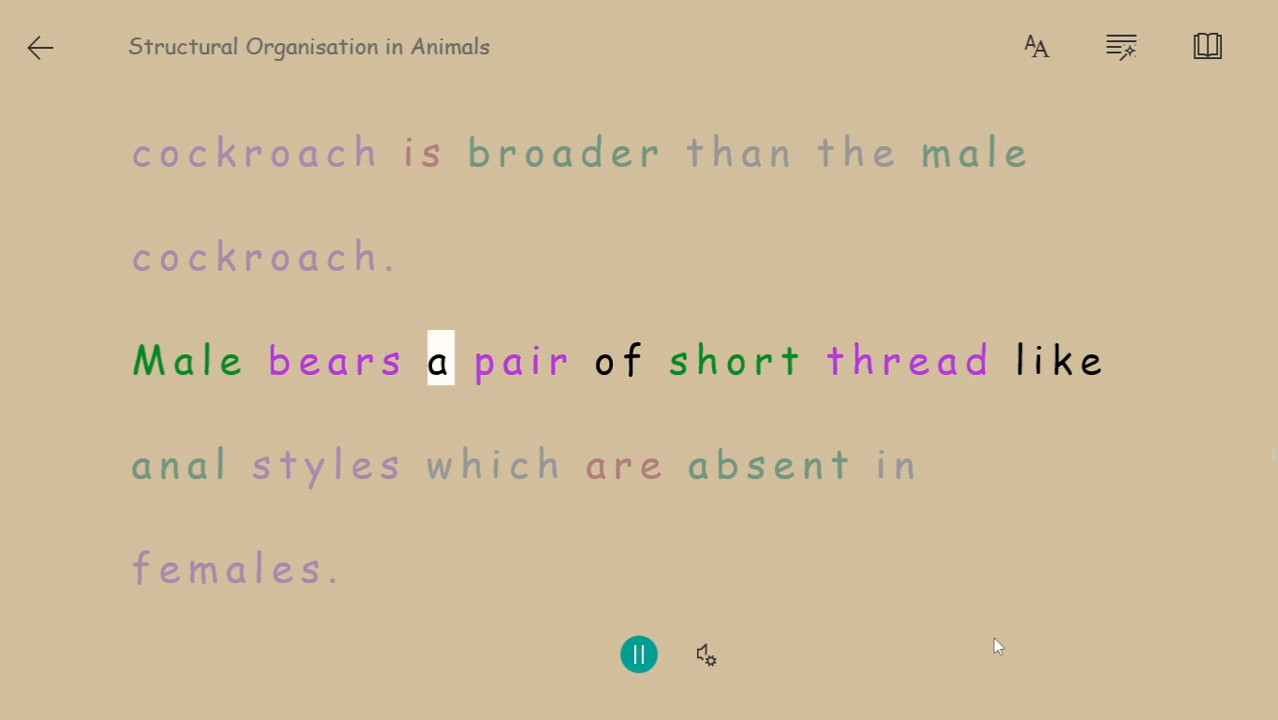 Structural Organisation in Animals
cockroach is broader than the male
cockroach.
Male bears a pair of short thread like
anal styles which are absent in
females.